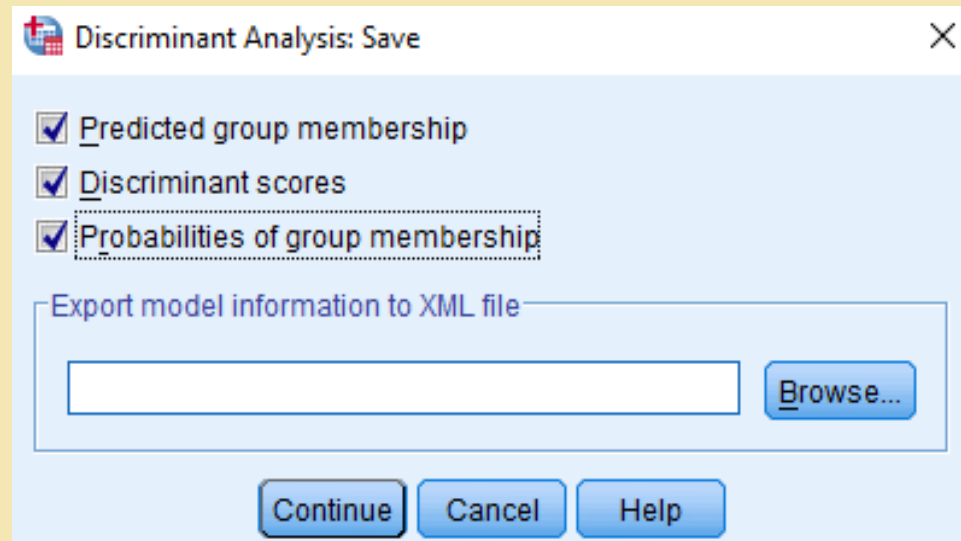 Discriminant Analysis: Save
Predicted group membership
Discriminant scores
Probabilities of group membership
Export model information to XML file
Browse...
Continue Cancel Help